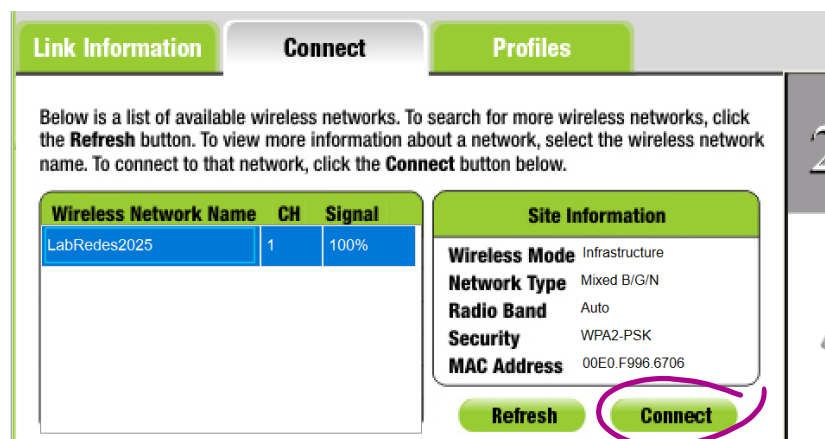 Link Information Connect Profiles
Below is a list of available wireless networks. To search for more wireless networks, click
the Refresh button. To view more information about a network, select the wireless network
name. To connect to that network, click the Connect button below.
Wireless Network Name CH Signal
LabRedes2025 1 100%
Site Information
Wireless Mode Infrastructure
Network Type Mixed B/G/N
Radio Band Auto
Security WPA2-PSK
MAC Address 00E0.F996.6706
Refresh Connect